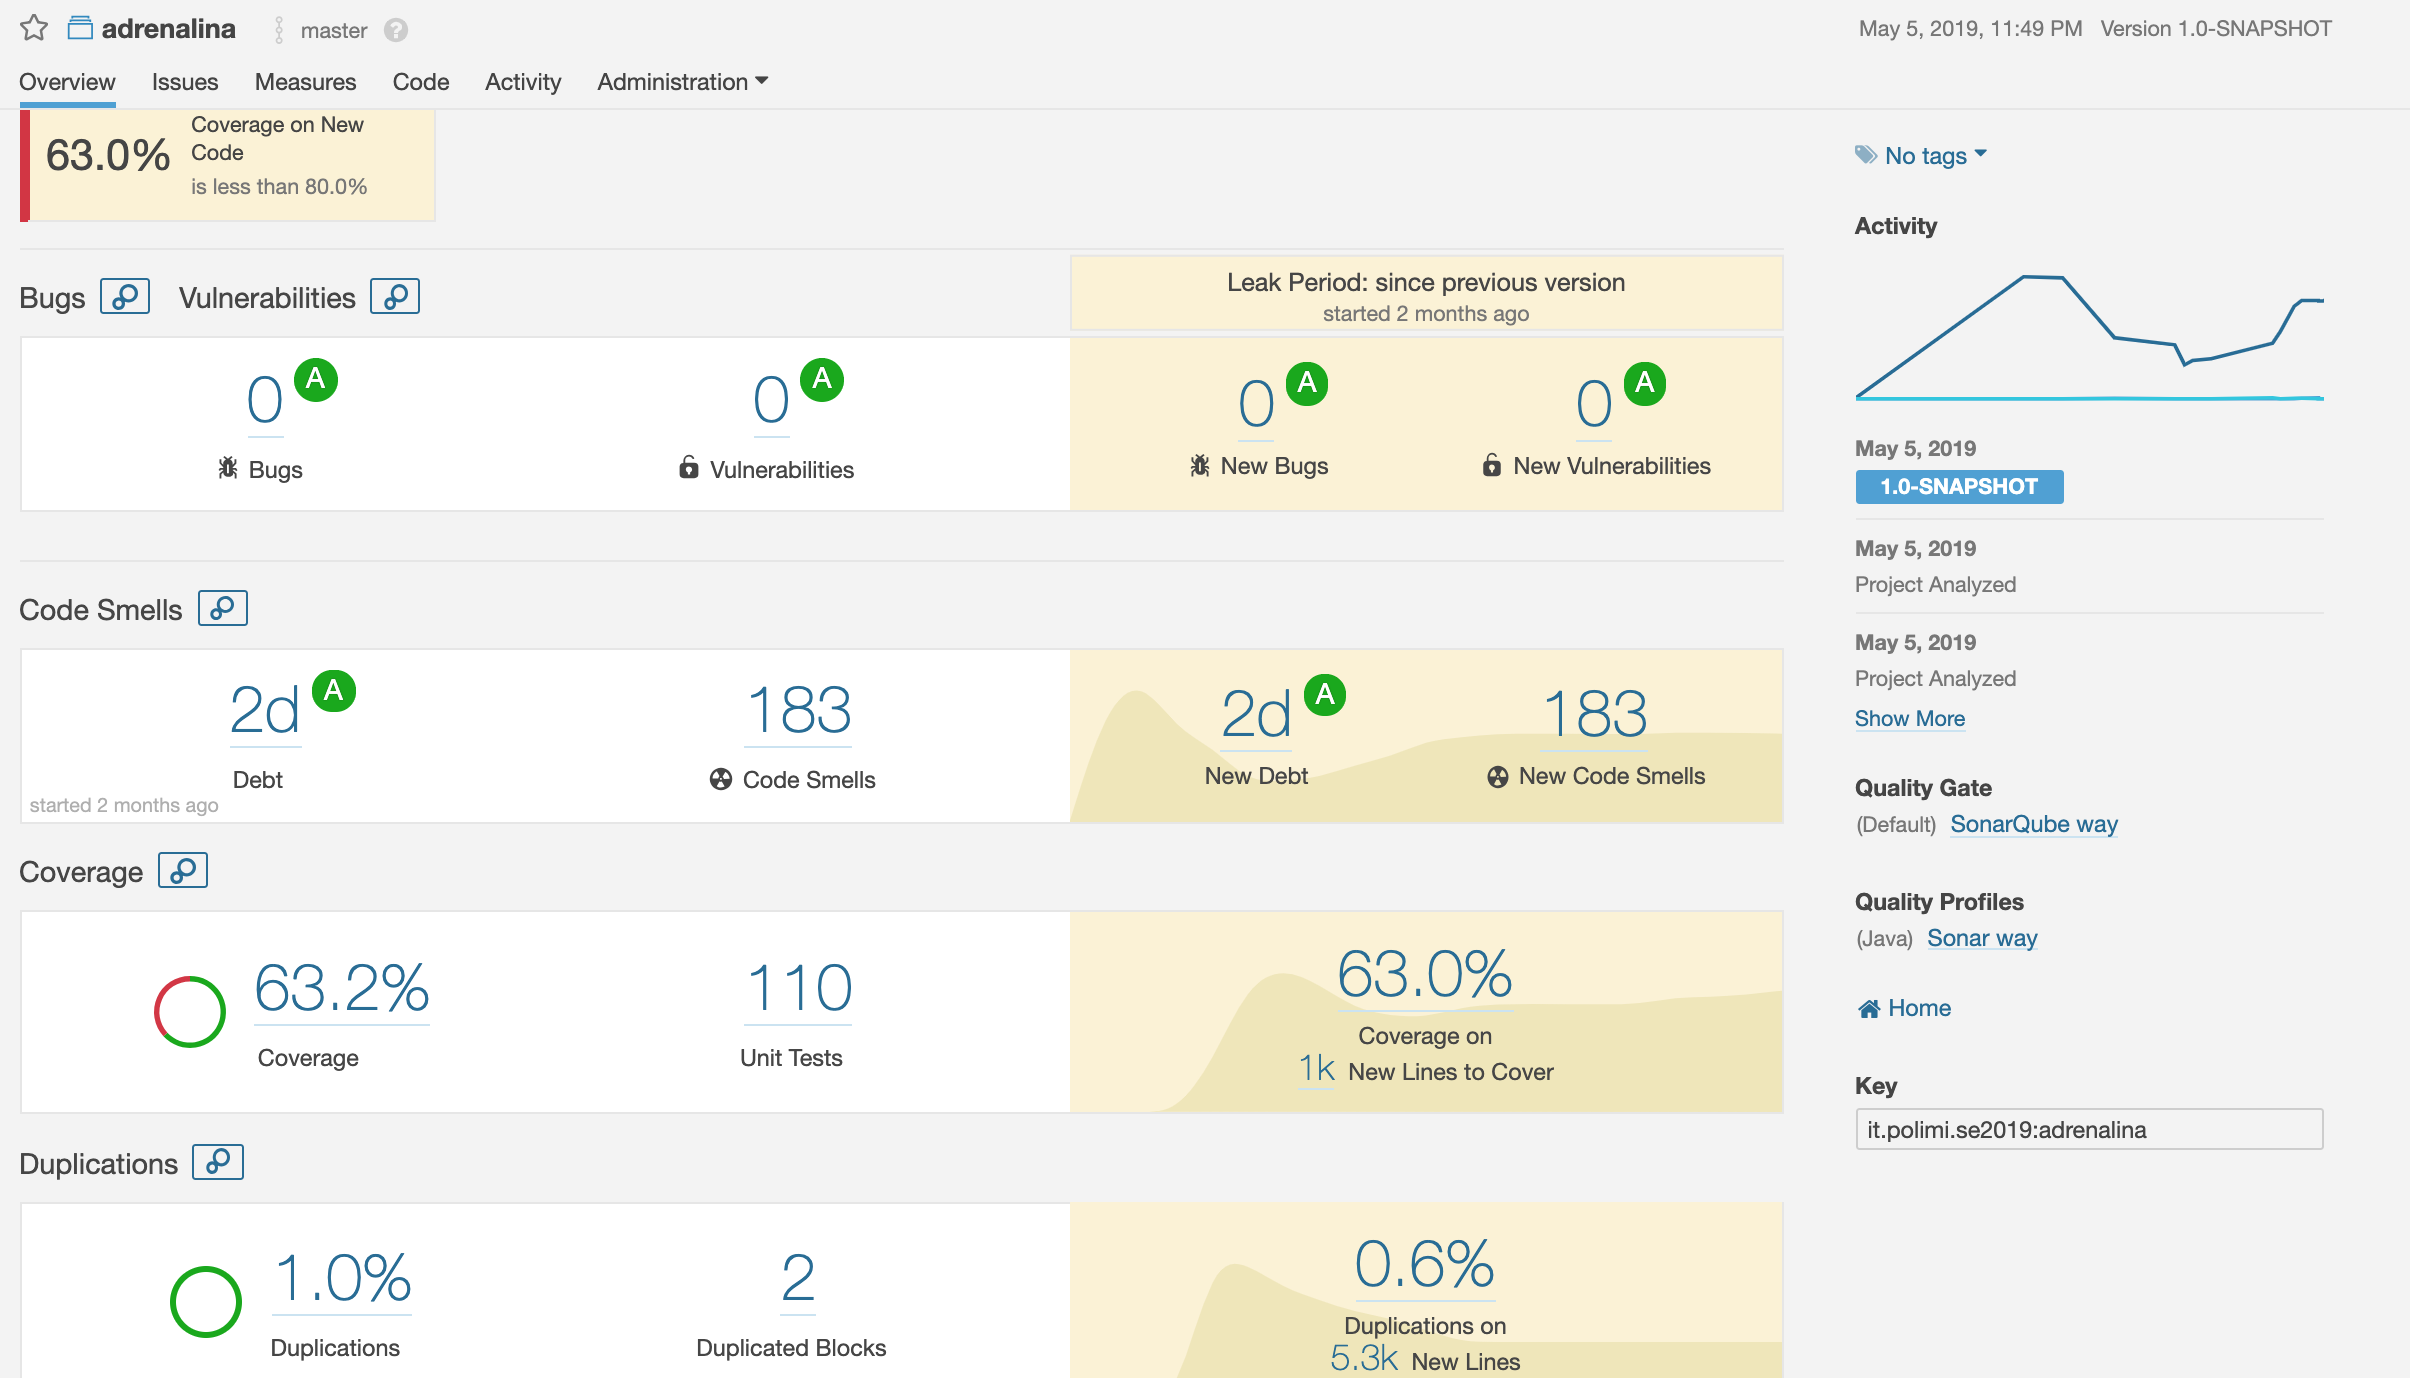 adrenalina master ?
May 5, 2019, 11:49 PM Version 1.0-SNAPSHOT
Overview Issues Measures Code Activity Administration
63.0%
Coverage on New
Code
is less than 80.0%
No tags
Activity
Bugs Vulnerabilities
Leak Period: since previous version
started 2 months ago
0 A
Bugs
0 A
Vulnerabilities
0 A
New Bugs
0 A
New Vulnerabilities
May 5, 2019
1.0-SNAPSHOT
May 5, 2019
Project Analyzed
May 5, 2019
Project Analyzed
Show More
Code Smells
2d A
Debt
started 2 months ago
183
Code Smells
2d A
New Debt
183
New Code Smells
Quality Gate
(Default) SonarQube way
Quality Profiles
(Java) Sonar way
Home
Key
it.polimi.se2019:adrenalina
Coverage
63.2%
Coverage
110
Unit Tests
63.0%
Coverage on
1k New Lines to Cover
Duplications
1.0%
Duplications
2
Duplicated Blocks
0.6%
Duplications on
5.3k New Lines